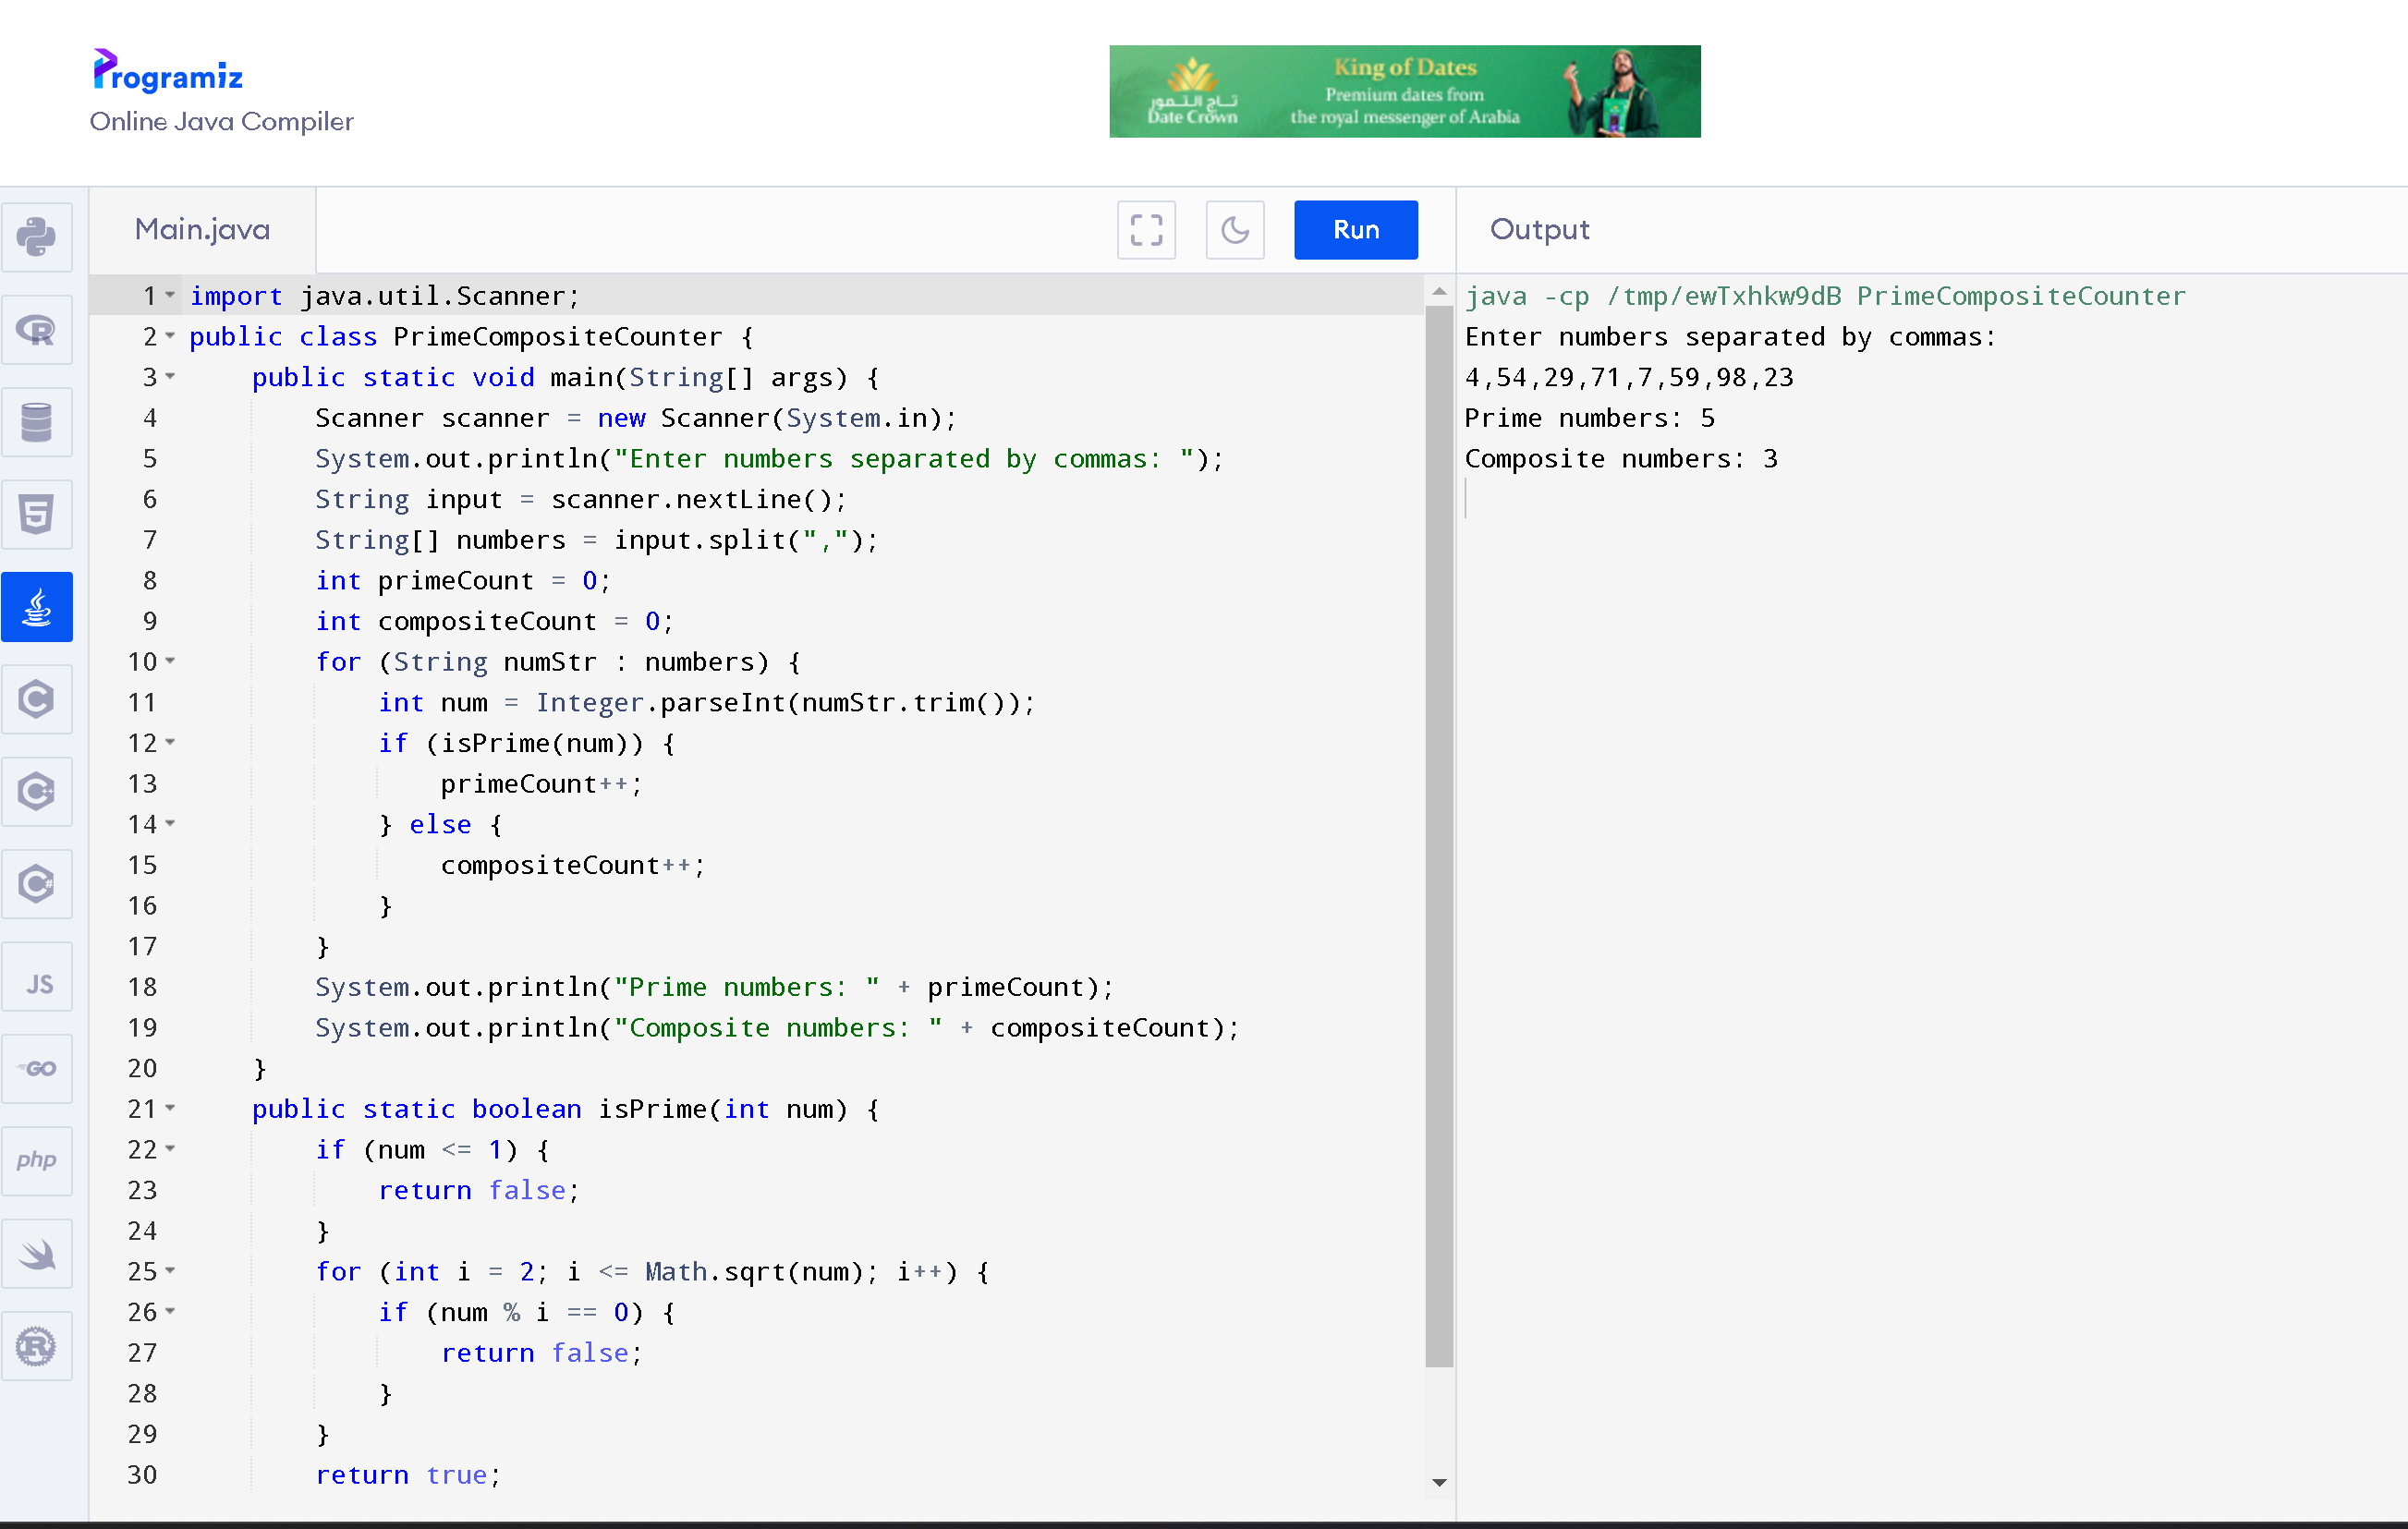 Programiz
Online Java Compiler
تـاج الـتـمـور
Date Crown
King of Dates
Premium dates from
the royal messenger of Arabia
Main.java
Run
Output
1 import java.util.Scanner;
2 public class PrimeCompositeCounter {
3     public static void main(String[] args) {
4         Scanner scanner = new Scanner(System.in);
5         System.out.println("Enter numbers separated by commas: ");
6         String input = scanner.nextLine();
7         String[] numbers = input.split(",");
8         int primeCount = 0;
9         int compositeCount = 0;
10         for (String numStr : numbers) {
11             int num = Integer.parseInt(numStr.trim());
12             if (isPrime(num)) {
13                 primeCount++;
14             } else {
15                 compositeCount++;
16             }
17         }
18         System.out.println("Prime numbers: " + primeCount);
19         System.out.println("Composite numbers: " + compositeCount);
20     }
21     public static boolean isPrime(int num) {
22         if (num <= 1) {
23             return false;
24         }
25         for (int i = 2; i <= Math.sqrt(num); i++) {
26             if (num % i == 0) {
27                 return false;
28             }
29         }
30         return true;
java -cp /tmp/ewTxhkw9dB PrimeCompositeCounter
Enter numbers separated by commas:
4,54,29,71,7,59,98,23
Prime numbers: 5
Composite numbers: 3
R
5
C
C++
C#
JS
GO
php
R